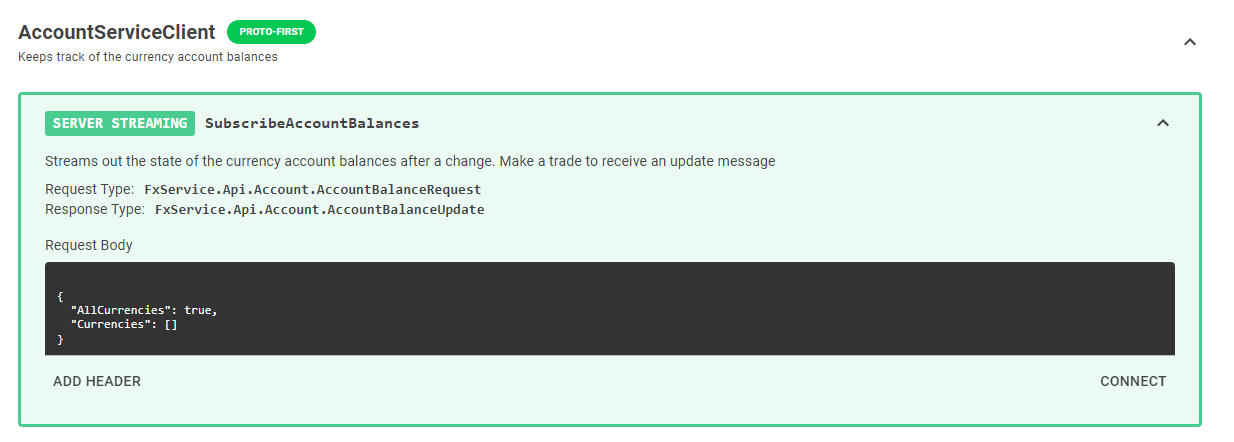 AccountServiceClient PROTO-FIRST
Keeps track of the currency account balances
SERVER STREAMING SubscribeAccountBalances
Streams out the state of the currency account balances after a change. Make a trade to receive an update message
Request Type: FxService.Api.Account.AccountBalanceRequest
Response Type: FxService.Api.Account.AccountBalanceUpdate
Request Body
{
  "AllCurrencies": true,
  "Currencies": []
}
ADD HEADER CONNECT